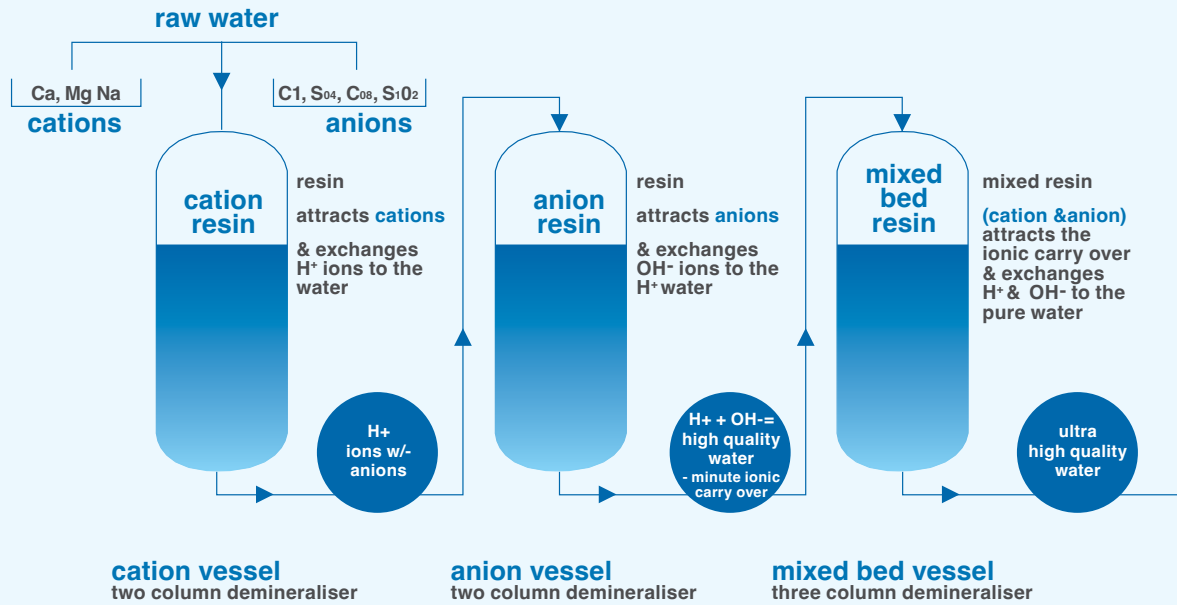 raw water
Ca, Mg Na
cations
C1, S04, C08, S102
anions
cation
resin
resin
attracts cations
& exchanges
H+ ions to the
water
H+
ions w/-
anions
anion
resin
resin
attracts anions
& exchanges
OH- ions to the
H+ water
H+ + OH-=
high quality
water
- minute ionic
carry over
mixed
bed
resin
mixed resin
(cation &anion)
attracts the
ionic carry over
& exchanges
H+ & OH- to the
pure water
ultra
high quality
water
cation vessel
two column demineraliser
anion vessel
two column demineraliser
mixed bed vessel
three column demineraliser